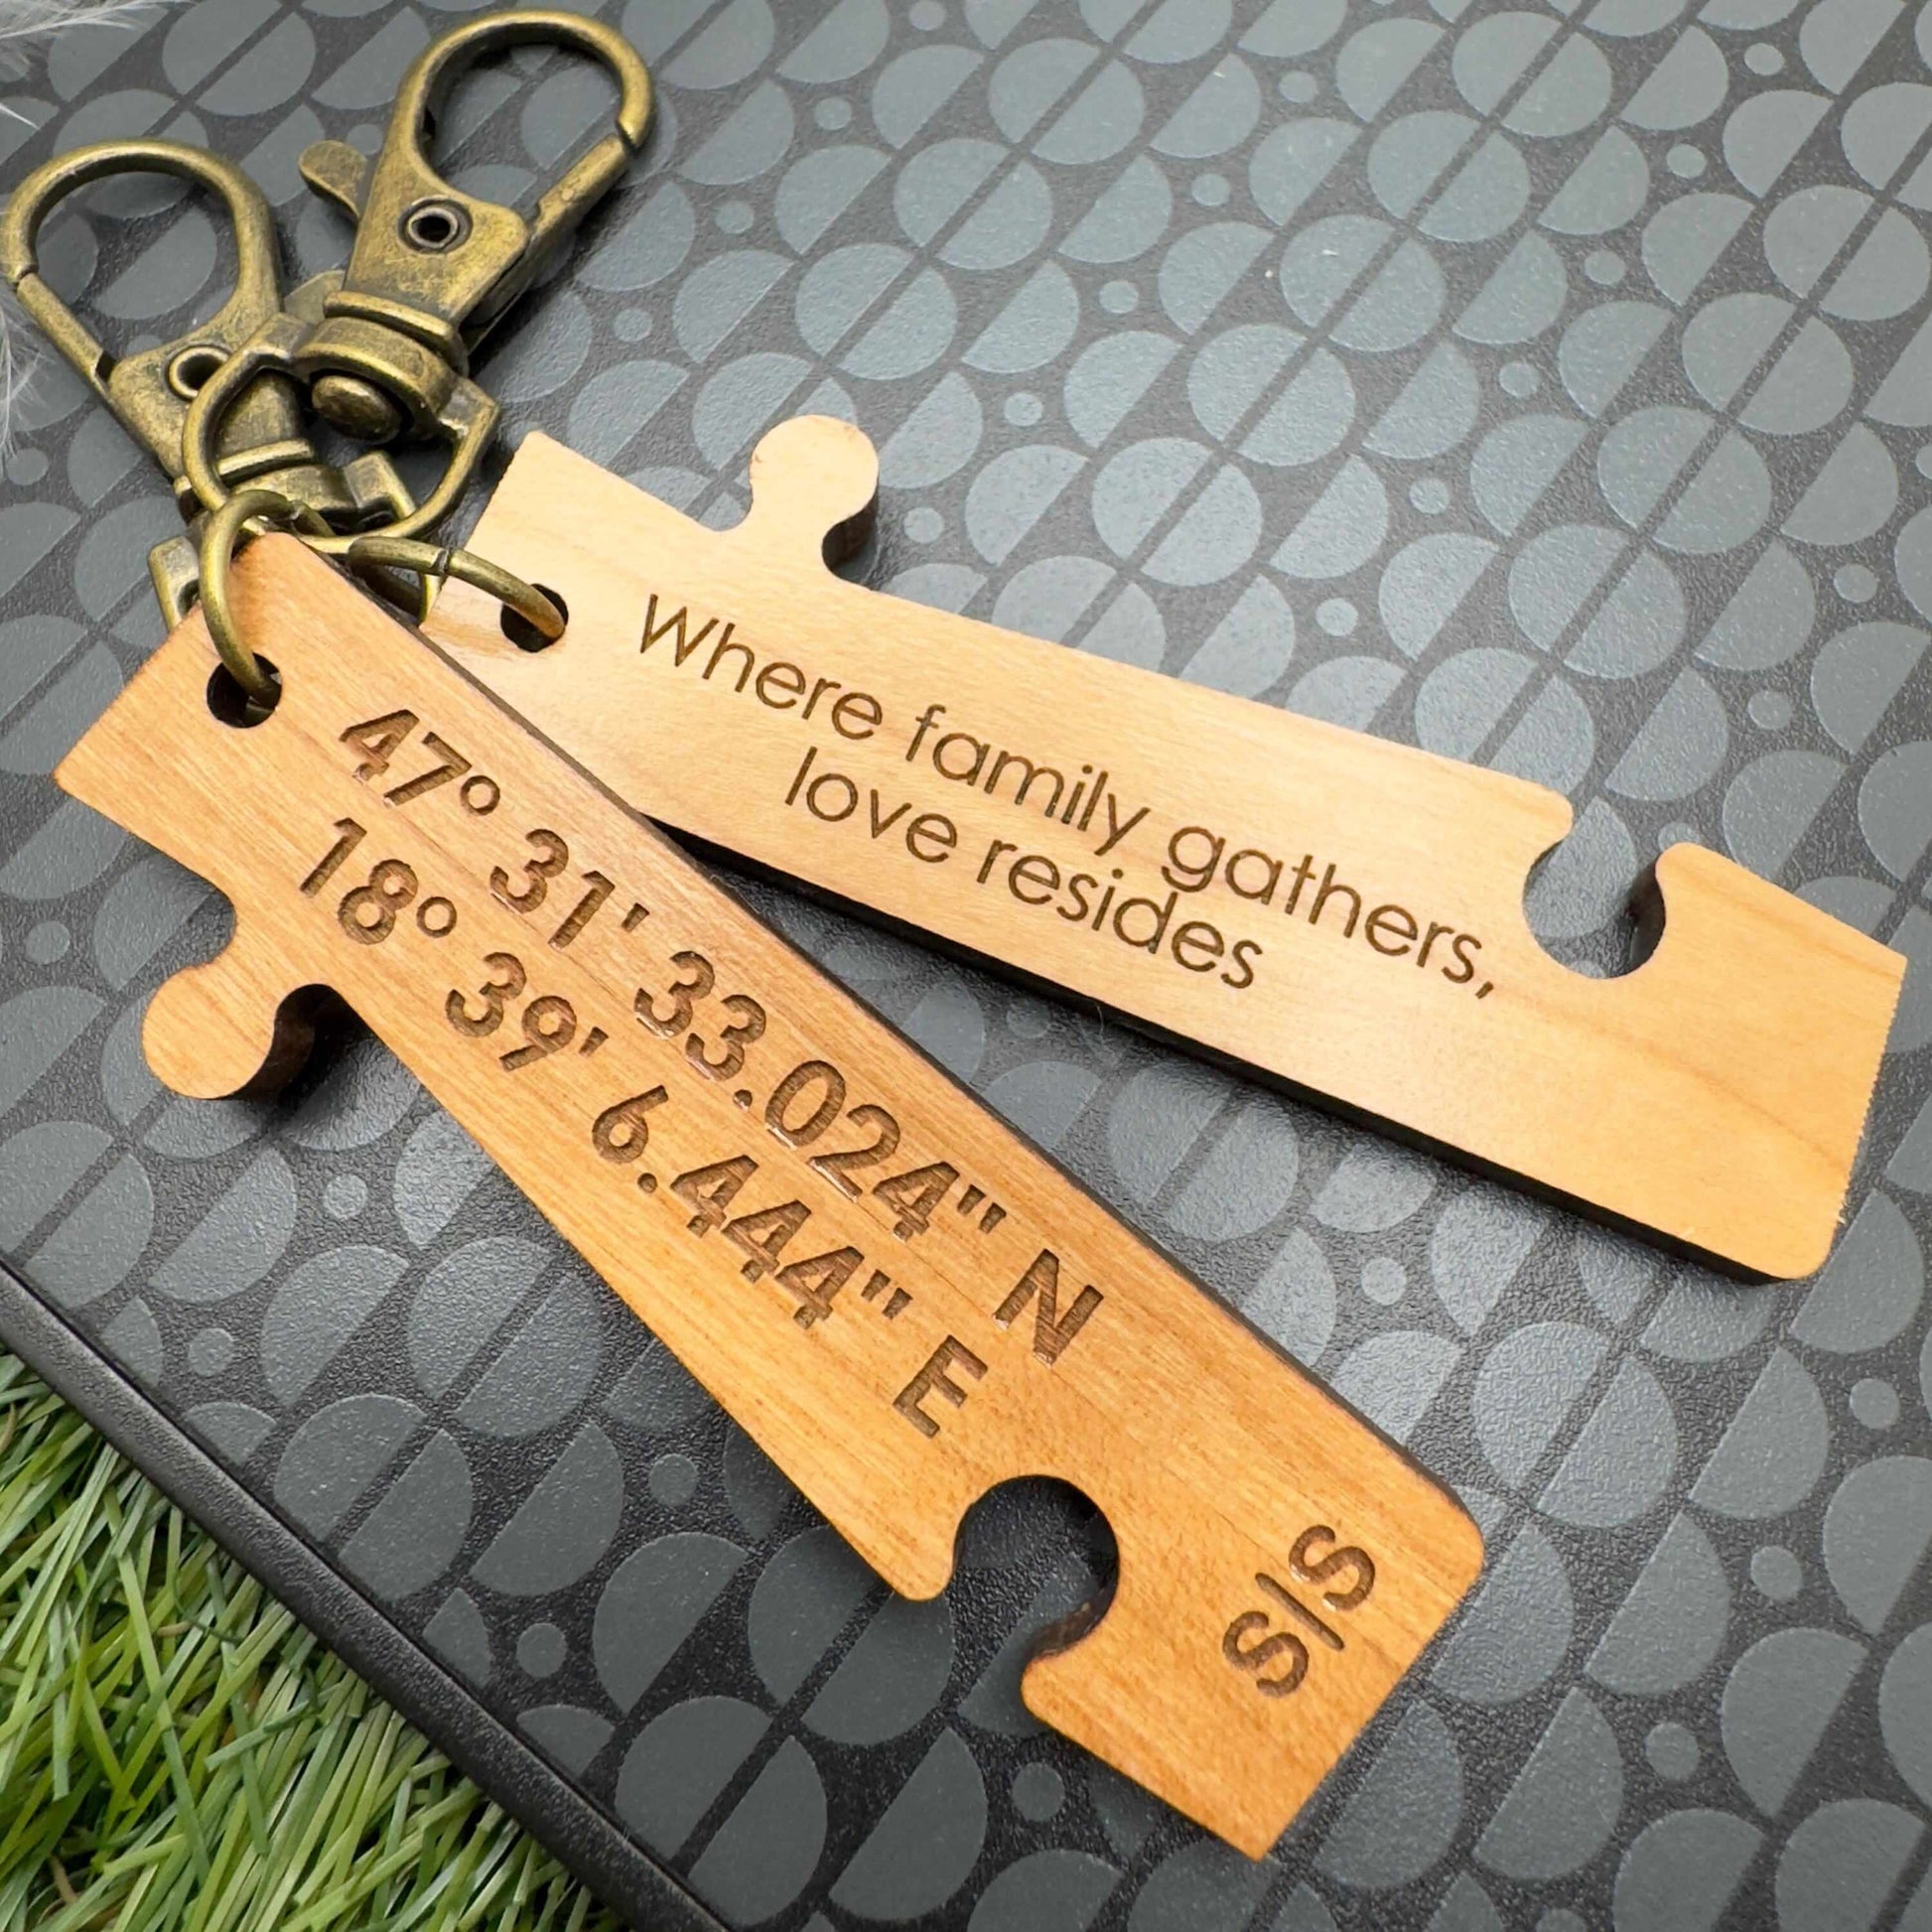 Where family gathers,
love resides
47° 31' 33.024" N
18° 39' 6.444" E
S/S